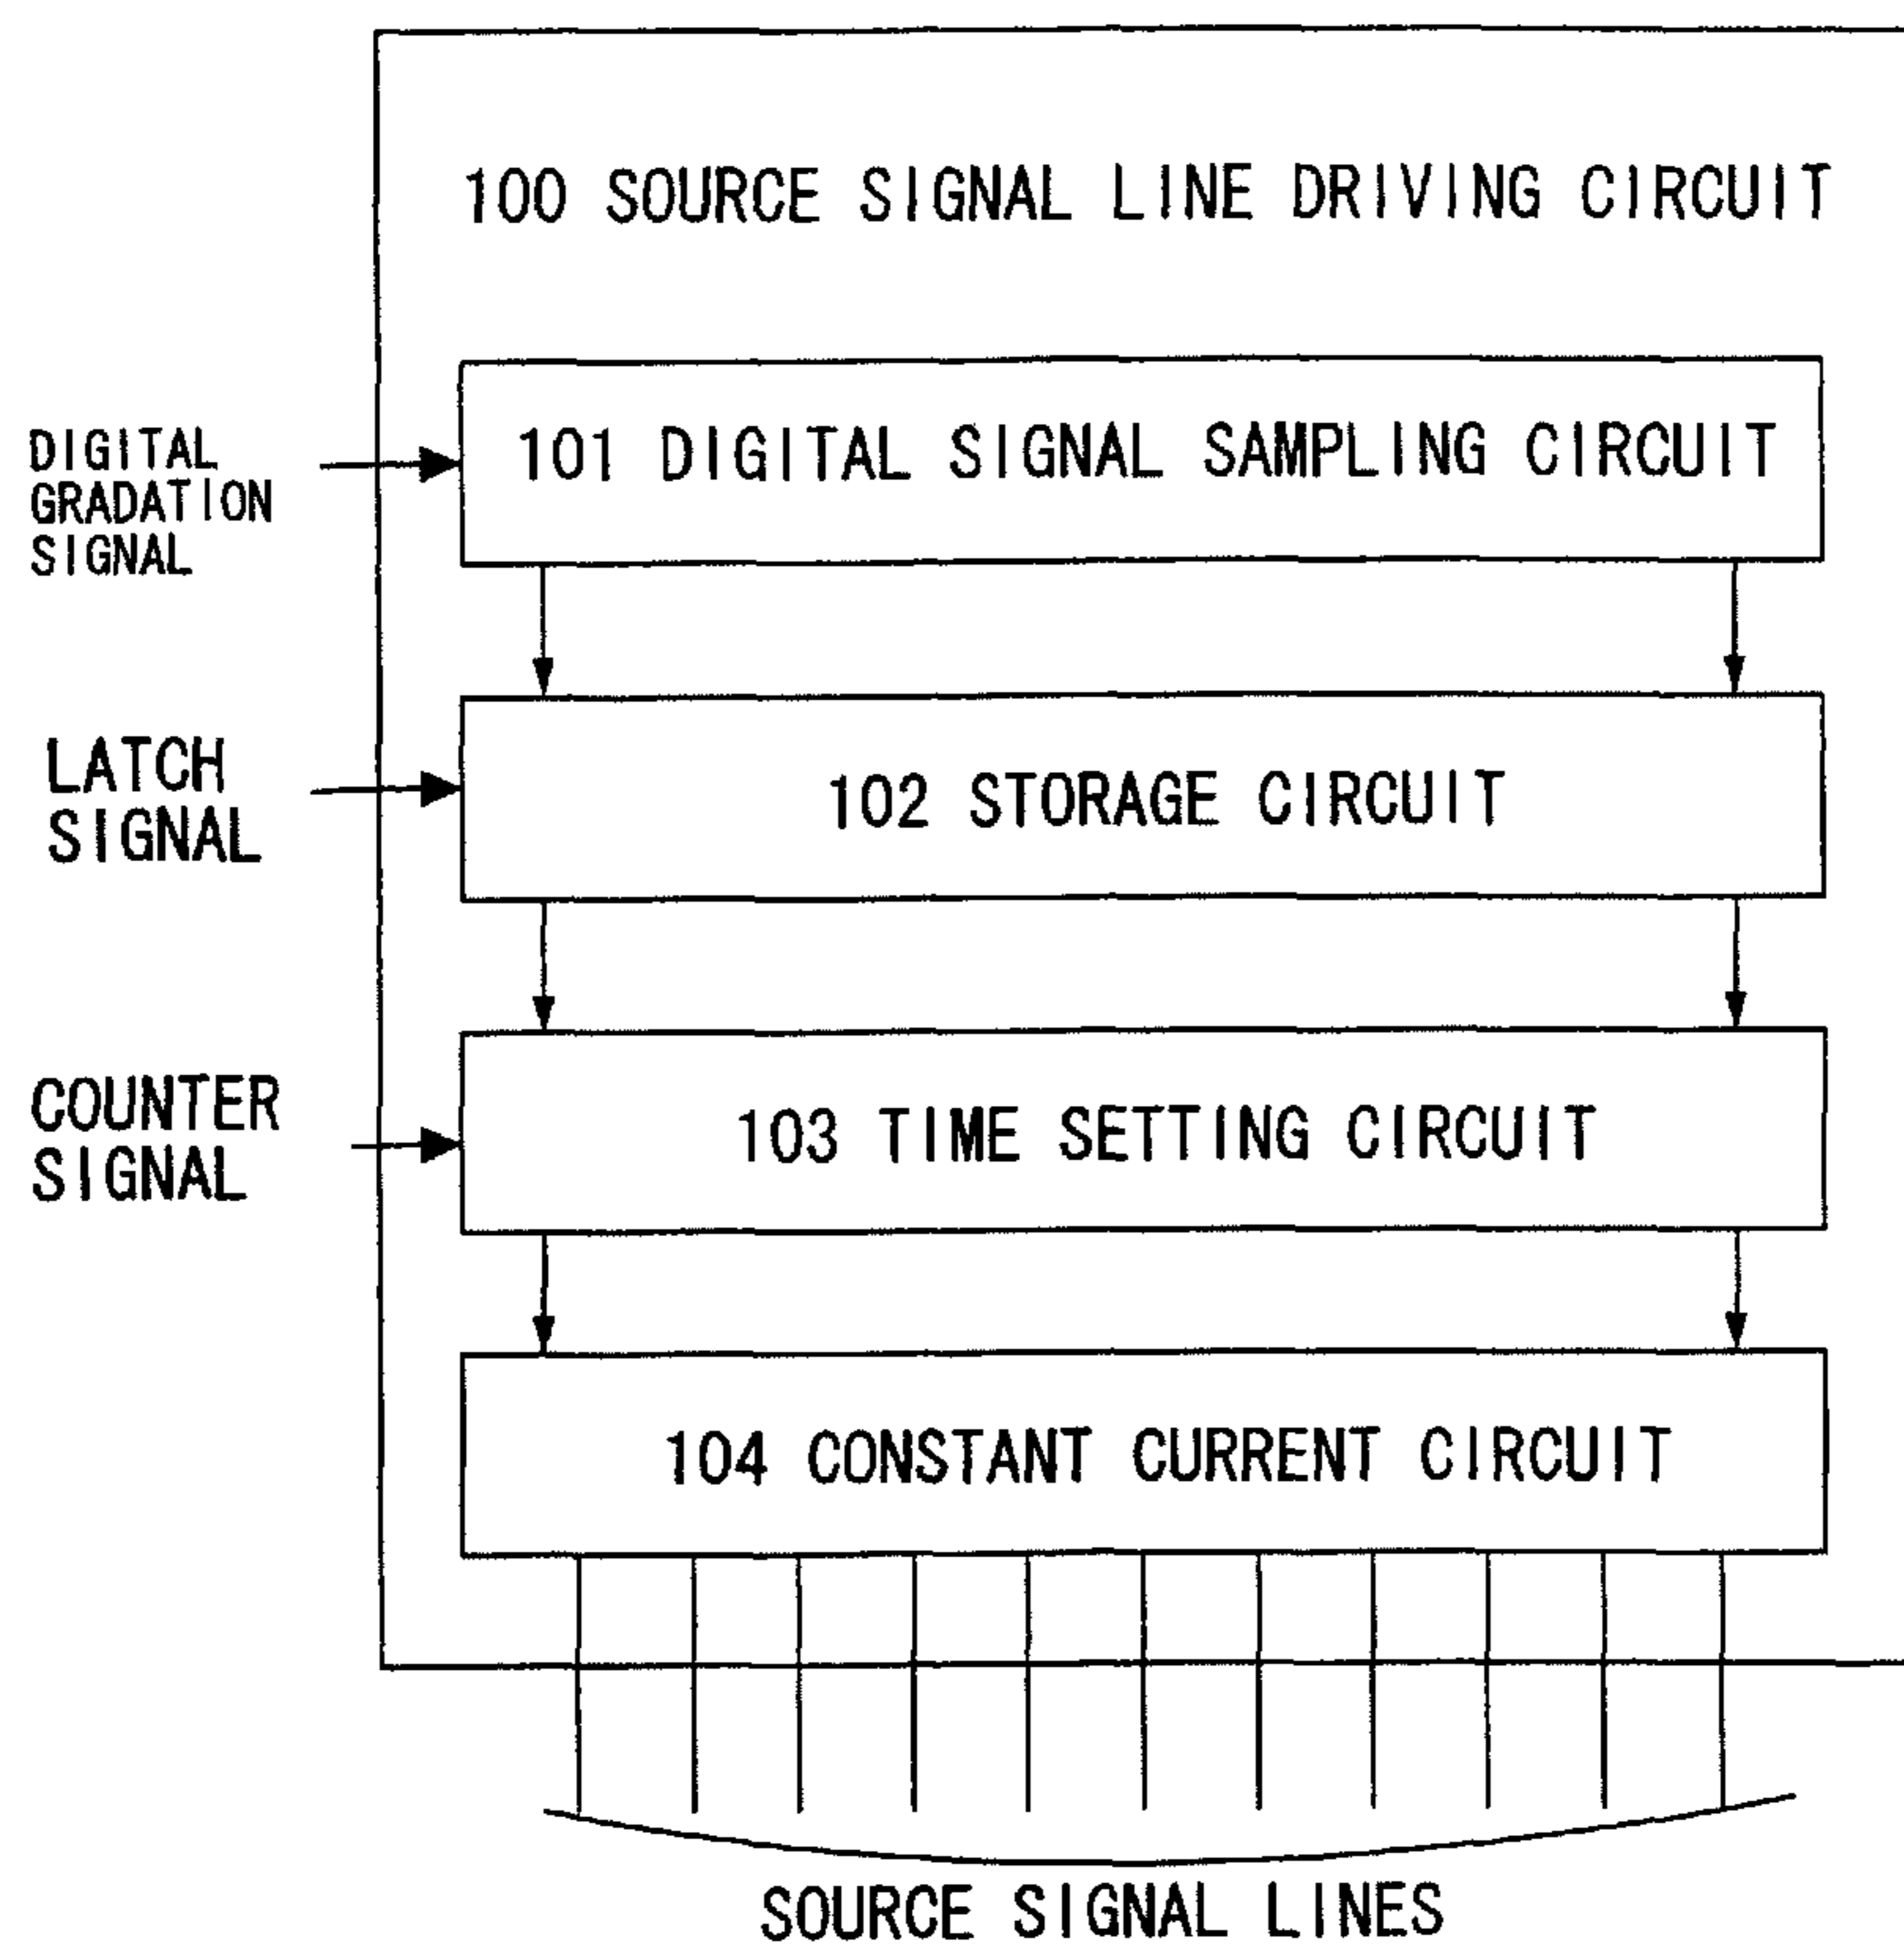 100 SOURCE SIGNAL LINE DRIVING CIRCUIT
DIGITAL
GRADATION
SIGNAL
101 DIGITAL SIGNAL SAMPLING CIRCUIT
LATCH
SIGNAL
102 STORAGE CIRCUIT
COUNTER
SIGNAL
103 TIME SETTING CIRCUIT
104 CONSTANT CURRENT CIRCUIT
SOURCE SIGNAL LINES